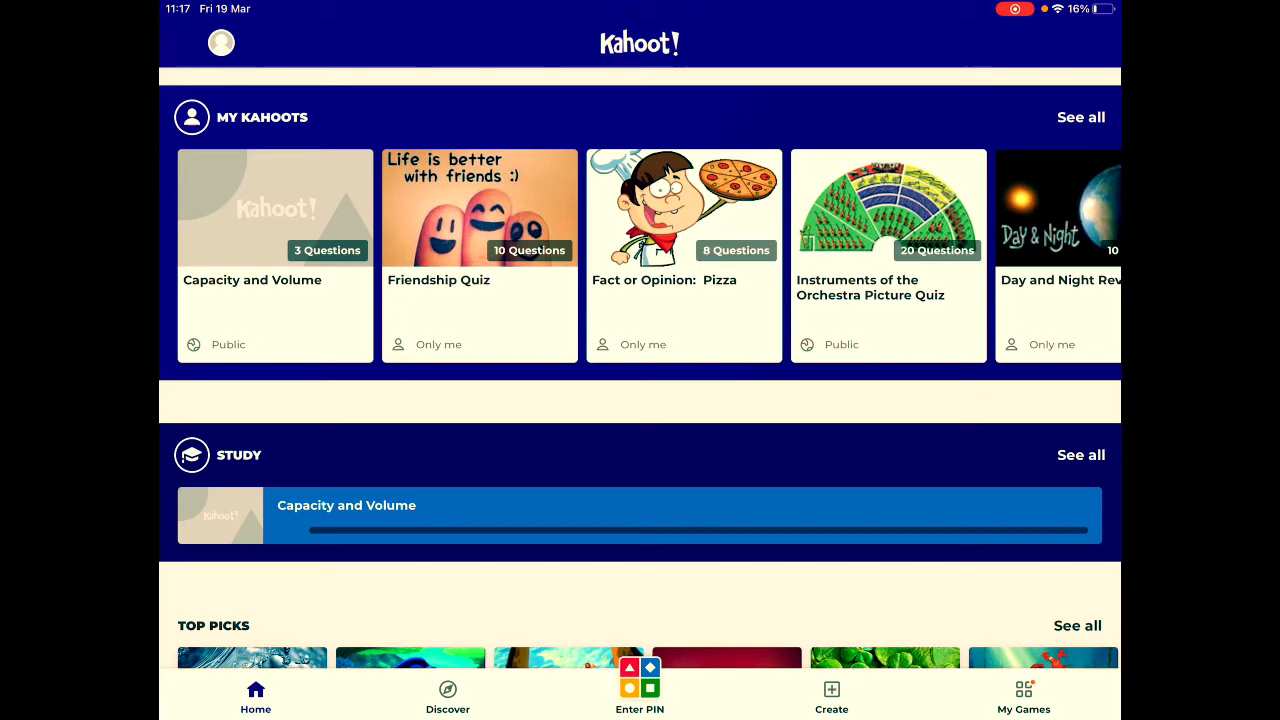 11:17 Fri 19 Mar 16%
Kahoot!
MY KAHOOTS See all
Life is better
with friends :)
Kahoot!
Day & Night
3 Questions 10 Questions 8 Questions 20 Questions 10
Capacity and Volume Friendship Quiz Fact or Opinion: Pizza Instruments of the Day and Night Rev
Orchestra Picture Quiz
Public Only me Only me Public Only me
STUDY See all
Capacity and Volume
Kahoot!
TOP PICKS See all
Home Discover Enter PIN Create My Games